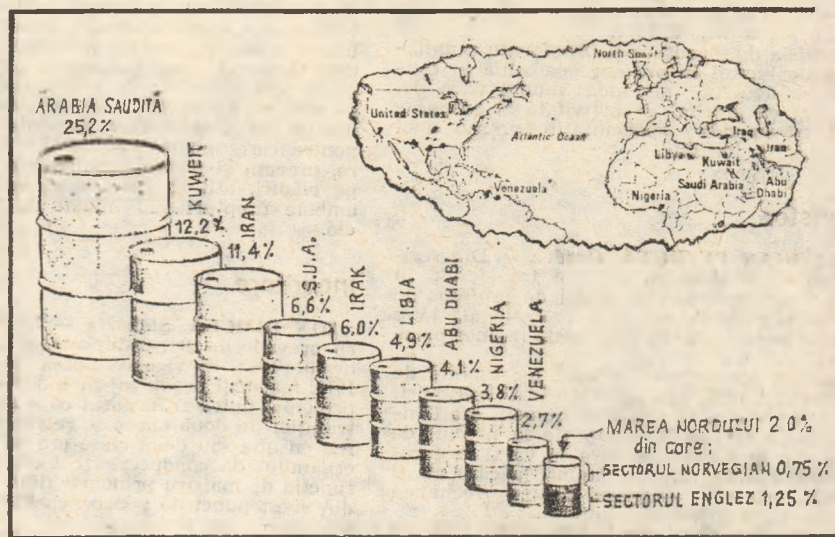 ARABIA SAUDITĂ
25,2%
KUWEIT
12,2%
IRAN
11,4%
S.U.A.
6,6%
IRAK
6,0%
LIBIA
4,9%
ABU DHABI
4,1%
NIGERIA
3,8%
VENEZUELA
2,7%
MAREA NORDULUI 2 0%
din care:
SECTORUL NORVEGIAN 0,75 %
SECTORUL ENGLEZ 1,25 %
North Sea
United States
Atlantic Ocean
Venezuela
Libya
Iraq
Iran
Kuwait
Saudi Arabia
Abu
Dhabi
Nigeria